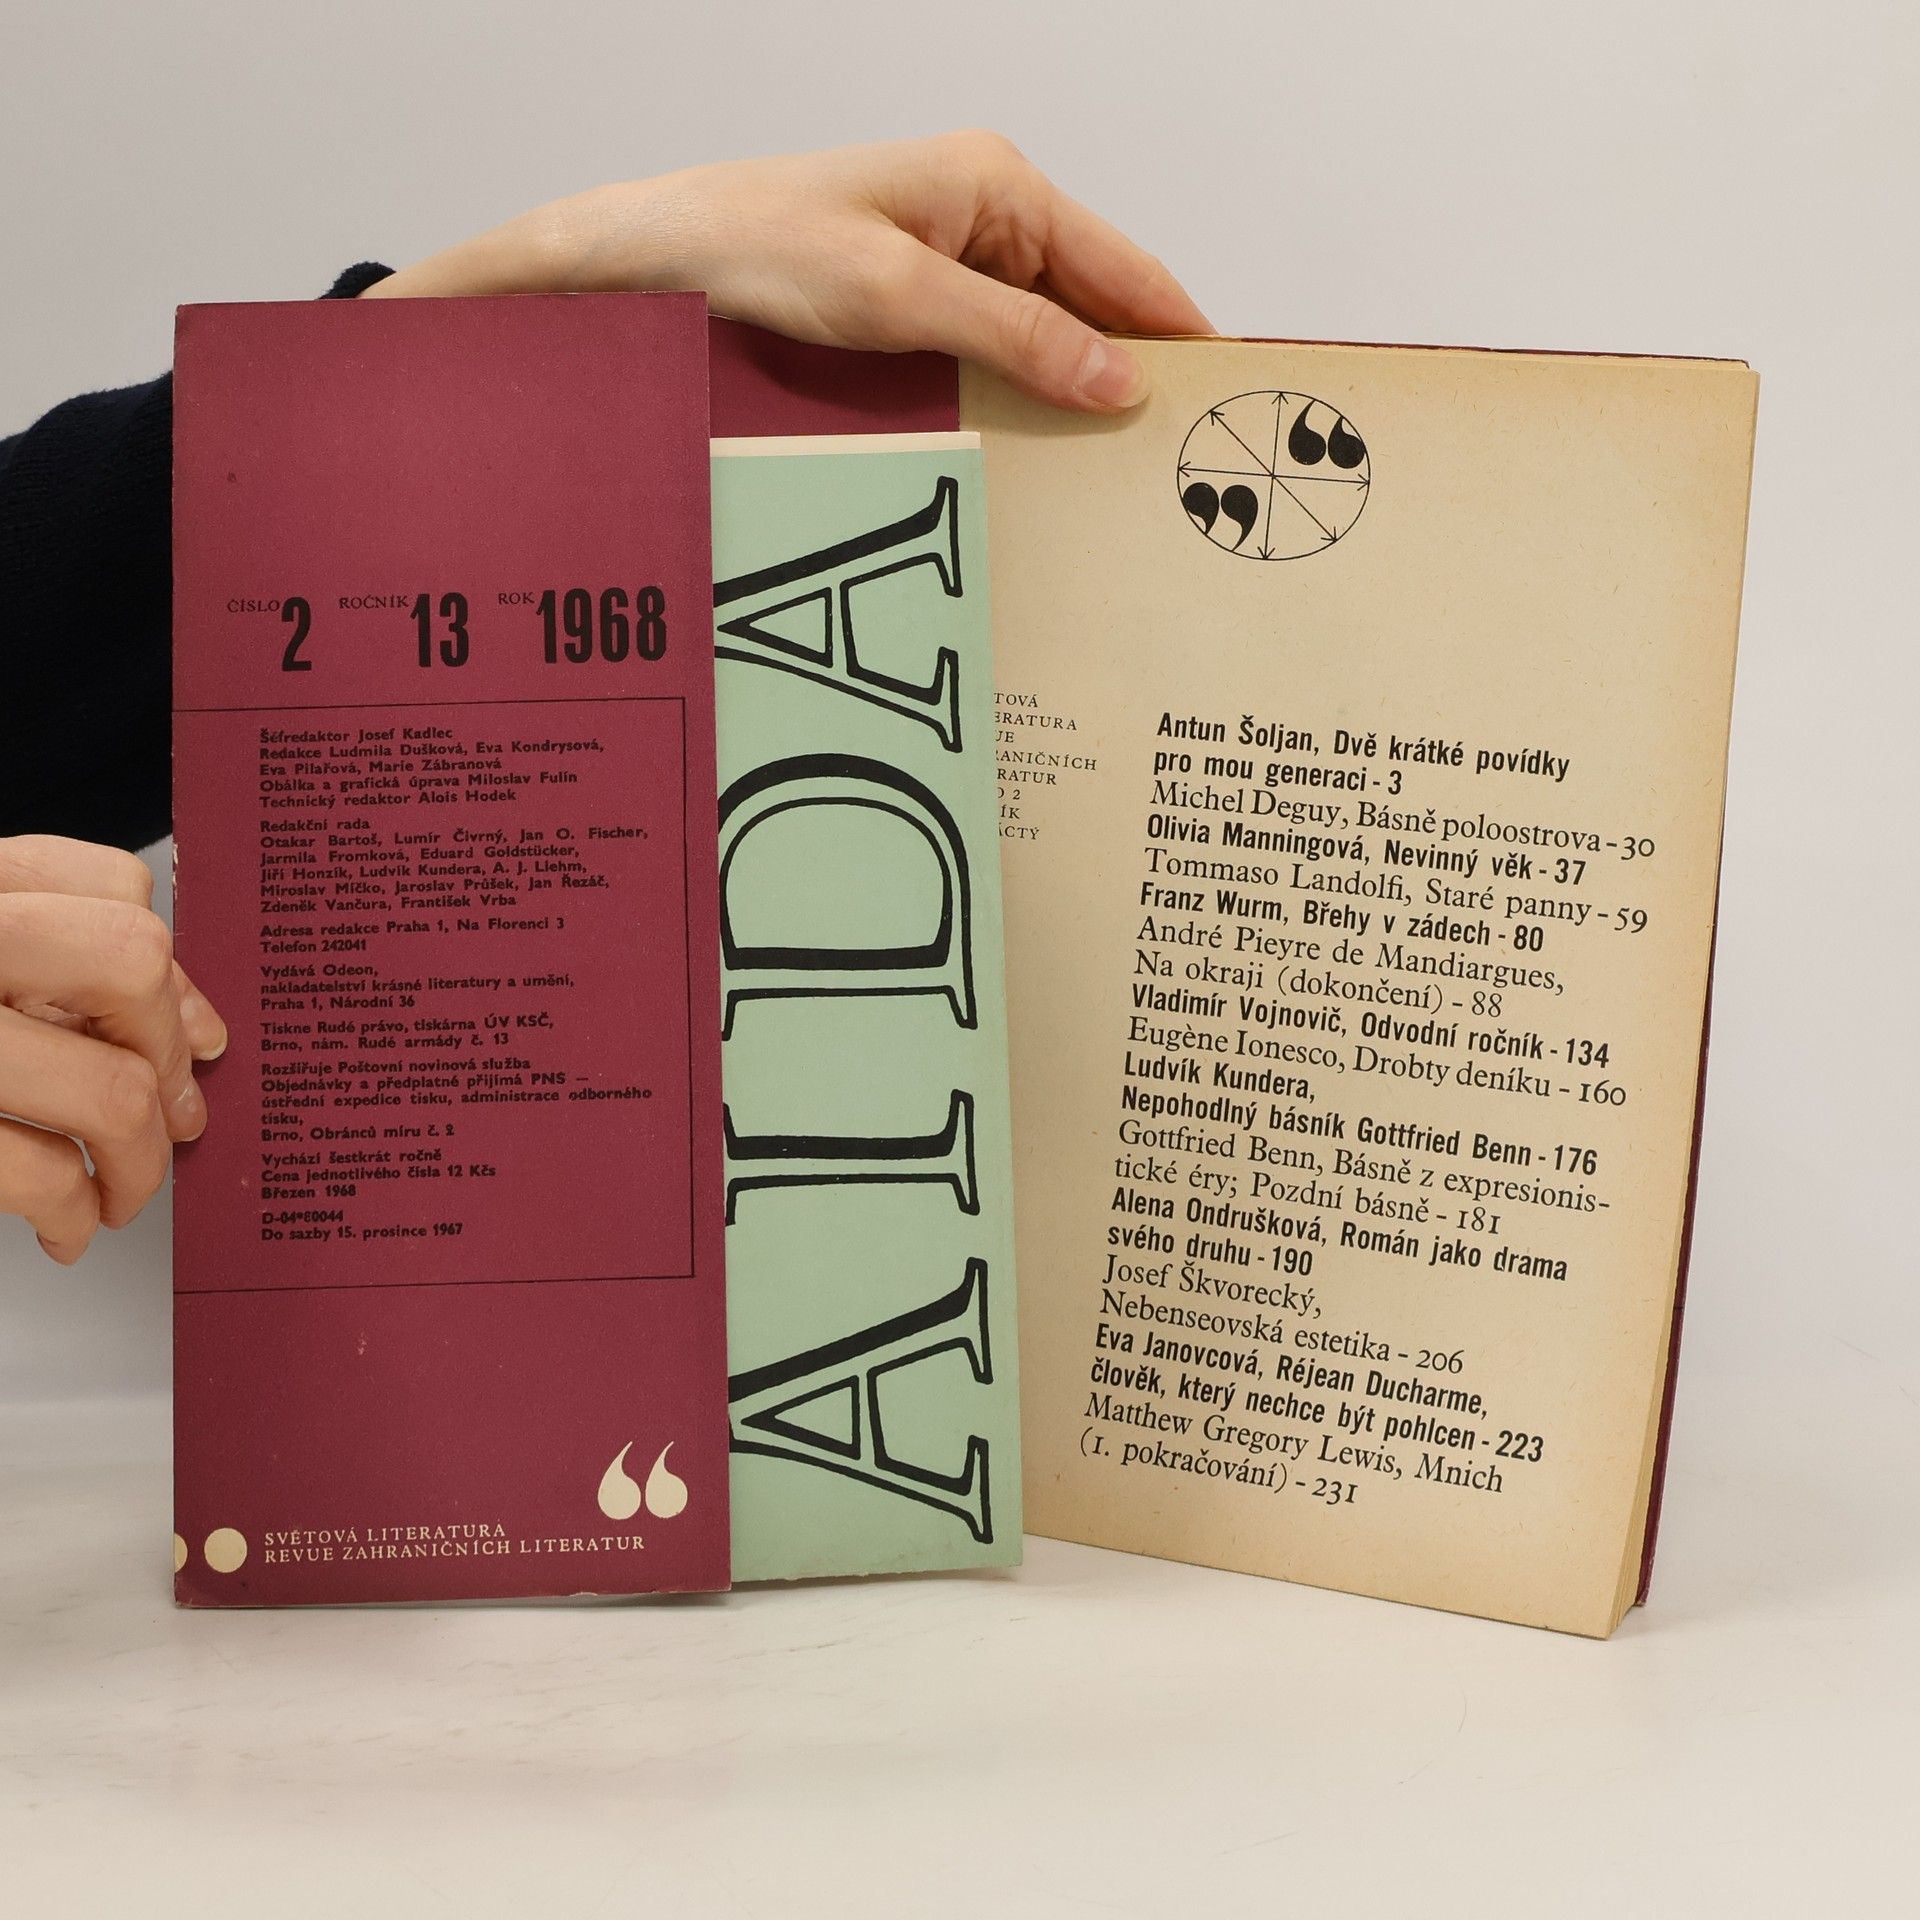 ČÍSLO 2 ROČNÍK 13 ROK 1968
Šéfredaktor Josef Kadlec
Redakce Ludmila Dušková, Eva Kondrysová,
Eva Pilařová, Marie Zábranová
Obálka a grafická úprava Miloslav Fulín
Technický redaktor Alois Hodek
Redakční rada
Otakar Bartoš, Lumír Čivrný, Jan O. Fischer,
Jarmila Fromková, Eduard Goldstücker,
Jiří Honzík, Ludvík Kundera, A. J. Liehm,
Miroslav Míčko, Jaroslav Průšek, Jan Řezáč,
Zdeněk Vančura, František Vrba
Adresa redakce Praha 1, Na Florenci 3
Telefon 242041
Vydává Odeon,
nakladatelství krásné literatury a umění,
Praha 1, Národní 36
Tiskne Rudé právo, tiskárna ÚV KSČ,
Brno, nám. Rudé armády č. 13
Rozšiřuje Poštovní novinová služba
Objednávky a předplatné přijímá PNS —
ústřední expedice tisku, administrace odborného
tisku,
Brno, Obránců míru č. 2
Vychází šestkrát ročně
Cena jednotlivého čísla 12 Kčs
Březen 1968
D-04*80044
Do sazby 15. prosince 1967
“
SVĚTOVÁ LITERATURA
REVUE ZAHRANIČNÍCH LITERATUR
AIDA
“
”
TOVÁ
ERATURA
UE
RANIČNÍCH
RATUR
O 2
ÍK
ÁCTÝ
Antun Šoljan, Dvě krátké povídky
pro mou generaci - 3
Michel Deguy, Básně poloostrova - 30
Olivia Manningová, Nevinný věk - 37
Tommaso Landolfi, Staré panny - 59
Franz Wurm, Břehy v zádech - 80
André Pieyre de Mandiargues,
Na okraji (dokončení) - 88
Vladimír Vojnovič, Odvodní ročník - 134
Eugène Ionesco, Drobty deníku - 160
Ludvík Kundera,
Nepohodlný básník Gottfried Benn - 176
Gottfried Benn, Básně z expresionis-
tické éry; Pozdní básně - 181
Alena Ondrušková, Román jako drama
svého druhu - 190
Josef Škvorecký,
Nebenseovská estetika - 206
Eva Janovcová, Réjean Ducharme,
člověk, který nechce být pohlcen - 223
Matthew Gregory Lewis, Mnich
(1. pokračování) - 231